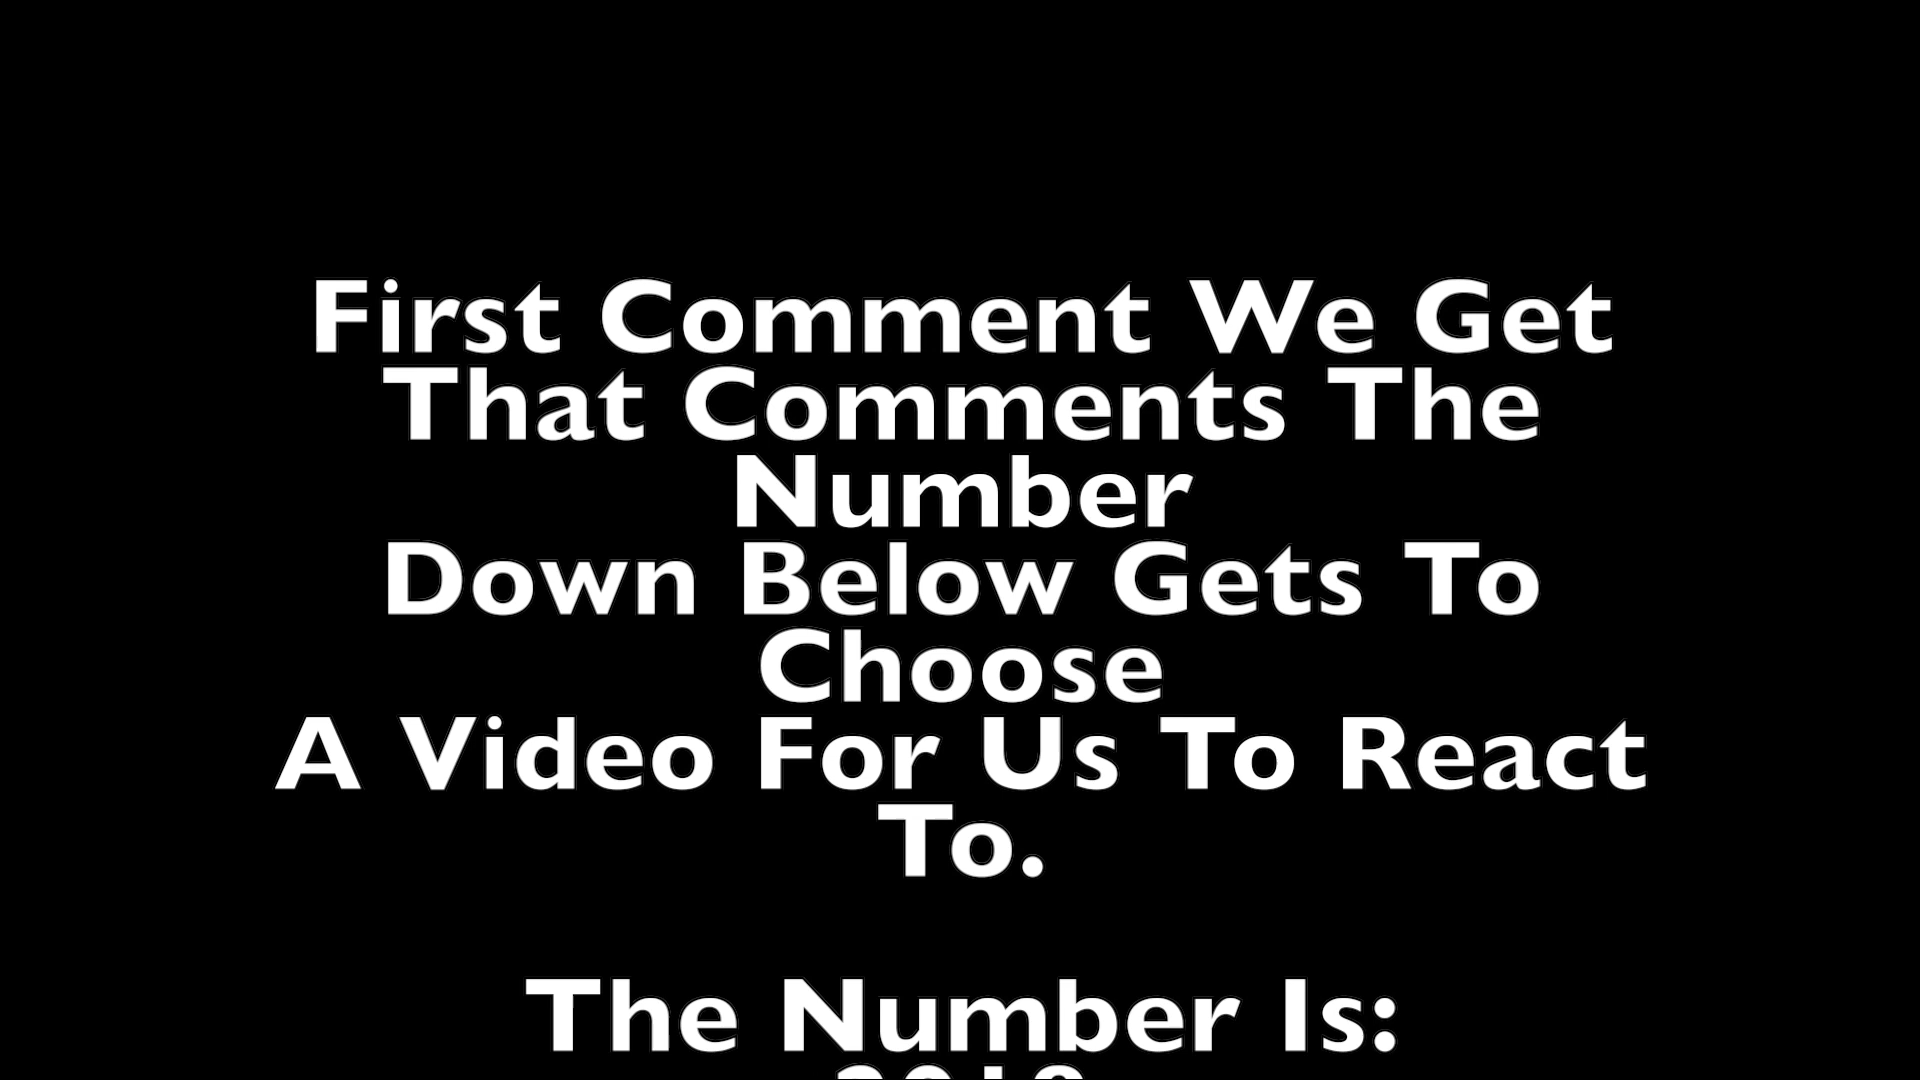 First Comment We Get
That Comments The
Number
Down Below Gets To
Choose
A Video For Us To React
To.
The Number Is: